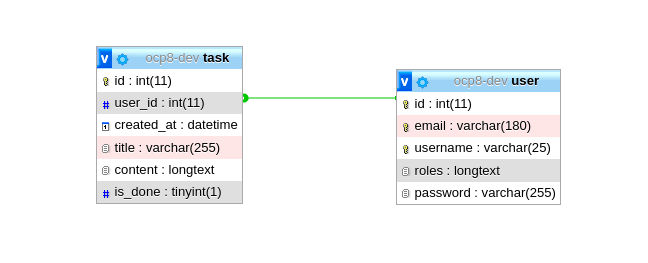 v ocp8-dev task
id : int(11)
# user_id : int(11)
created_at : datetime
title : varchar(255)
content : longtext
# is_done : tinyint(1)
v ocp8-dev user
id : int(11)
email : varchar(180)
username : varchar(25)
roles : longtext
password : varchar(255)